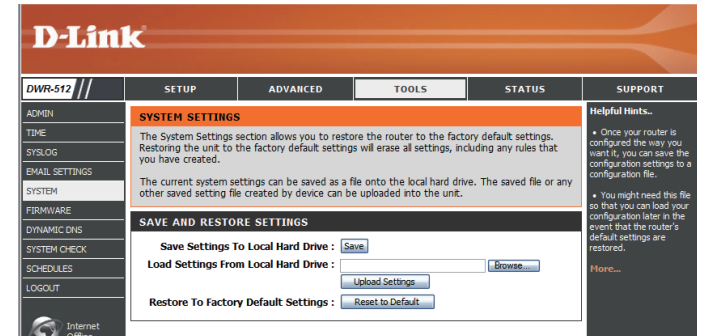 D-Link
DWR-512
SETUP
ADVANCED
TOOLS
STATUS
SUPPORT
ADMIN
TIME
SYSLOG
EMAIL SETTINGS
SYSTEM
FIRMWARE
DYNAMIC DNS
SYSTEM CHECK
SCHEDULES
LOGOUT
Internet
Offline
SYSTEM SETTINGS
The System Settings section allows you to restore the router to the factory default settings.
Restoring the unit to the factory default settings will erase all settings, including any rules that
you have created.
The current system settings can be saved as a file onto the local hard drive. The saved file or any
other saved setting file created by device can be uploaded into the unit.
SAVE AND RESTORE SETTINGS
Save Settings To Local Hard Drive : Save
Load Settings From Local Hard Drive : Browse...
Upload Settings
Restore To Factory Default Settings : Reset to Default
Helpful Hints..
• Once your router is
configured the way you
want it, you can save the
configuration settings to a
configuration file.
• You might need this file
so that you can load your
configuration later in the
event that the router's
default settings are
restored.
More...